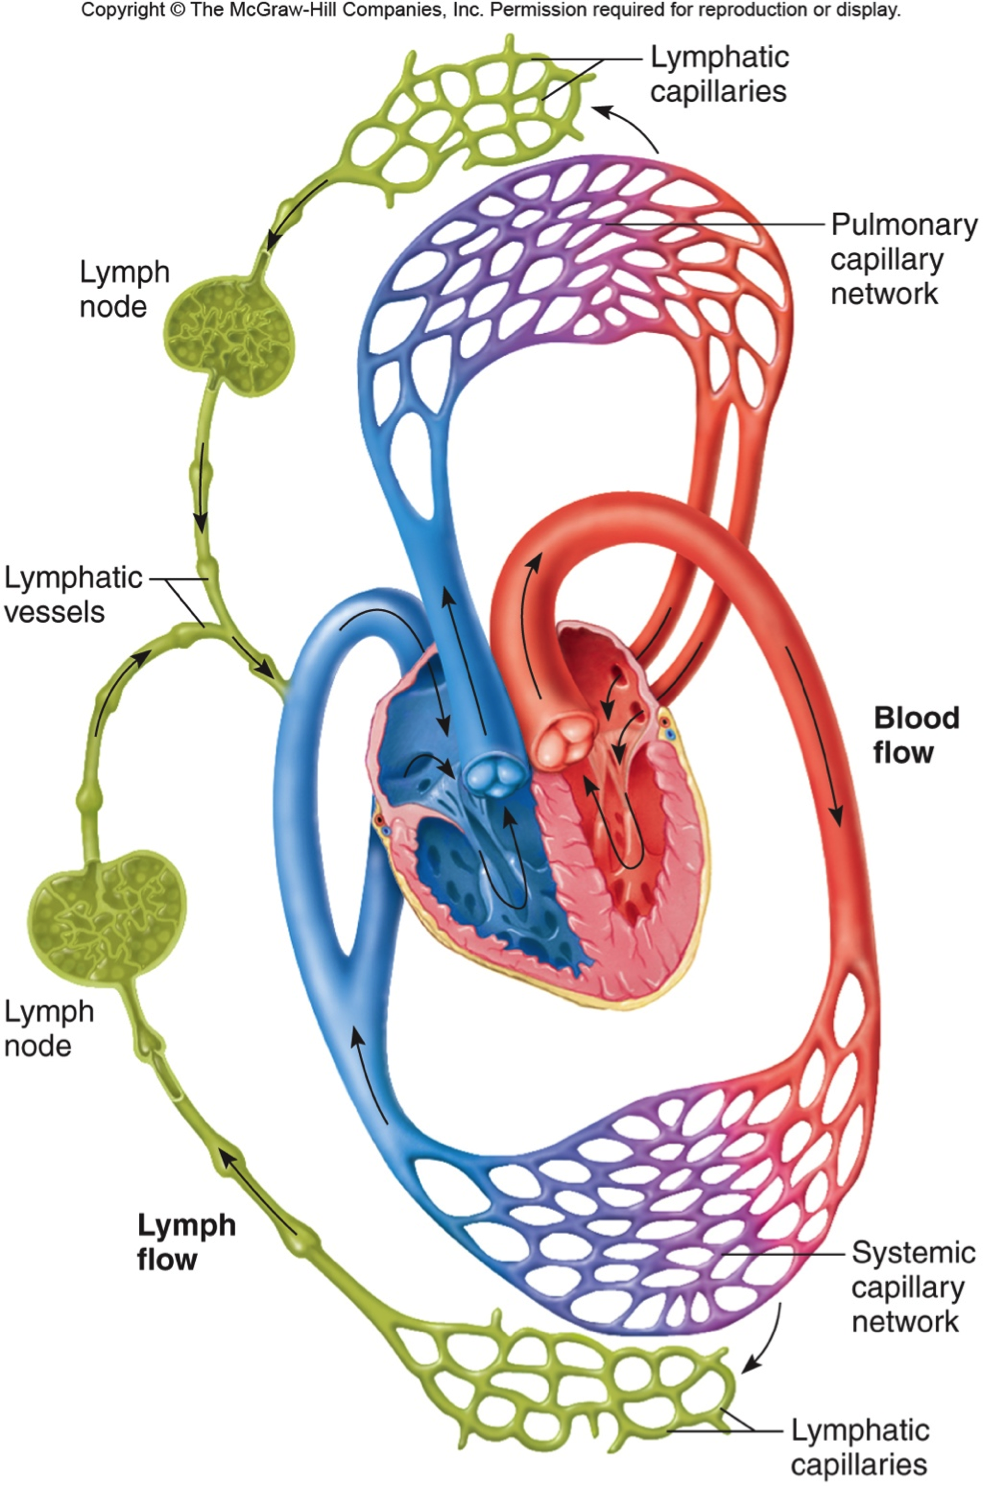 Copyright © The McGraw-Hill Companies, Inc. Permission required for reproduction or display.
Lymphatic
capillaries
Pulmonary
capillary
network
Lymph
node
Lymphatic
vessels
Blood
flow
Lymph
node
Lymph
flow
Systemic
capillary
network
Lymphatic
capillaries